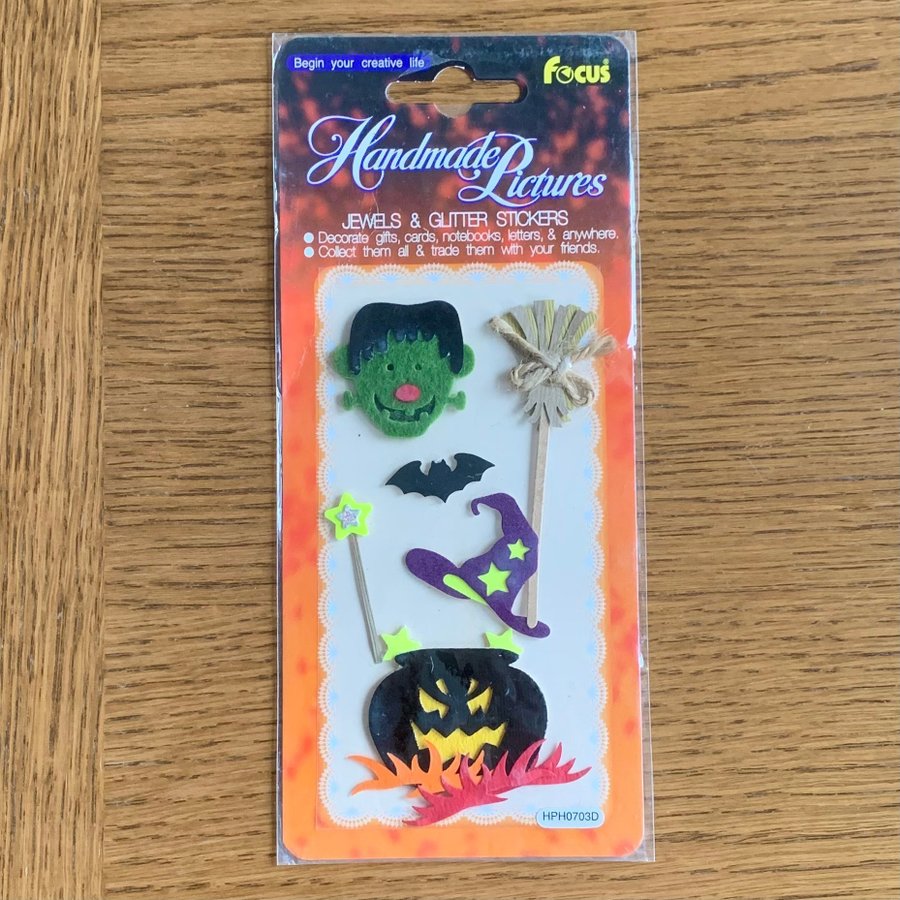 Begin your creative life
Focus®
Handmade
Pictures
JEWELS & GLITTER STICKERS
● Decorate gifts, cards, notebooks, letters, & anywhere.
● Collect them all & trade them with your friends.
HPH0703D